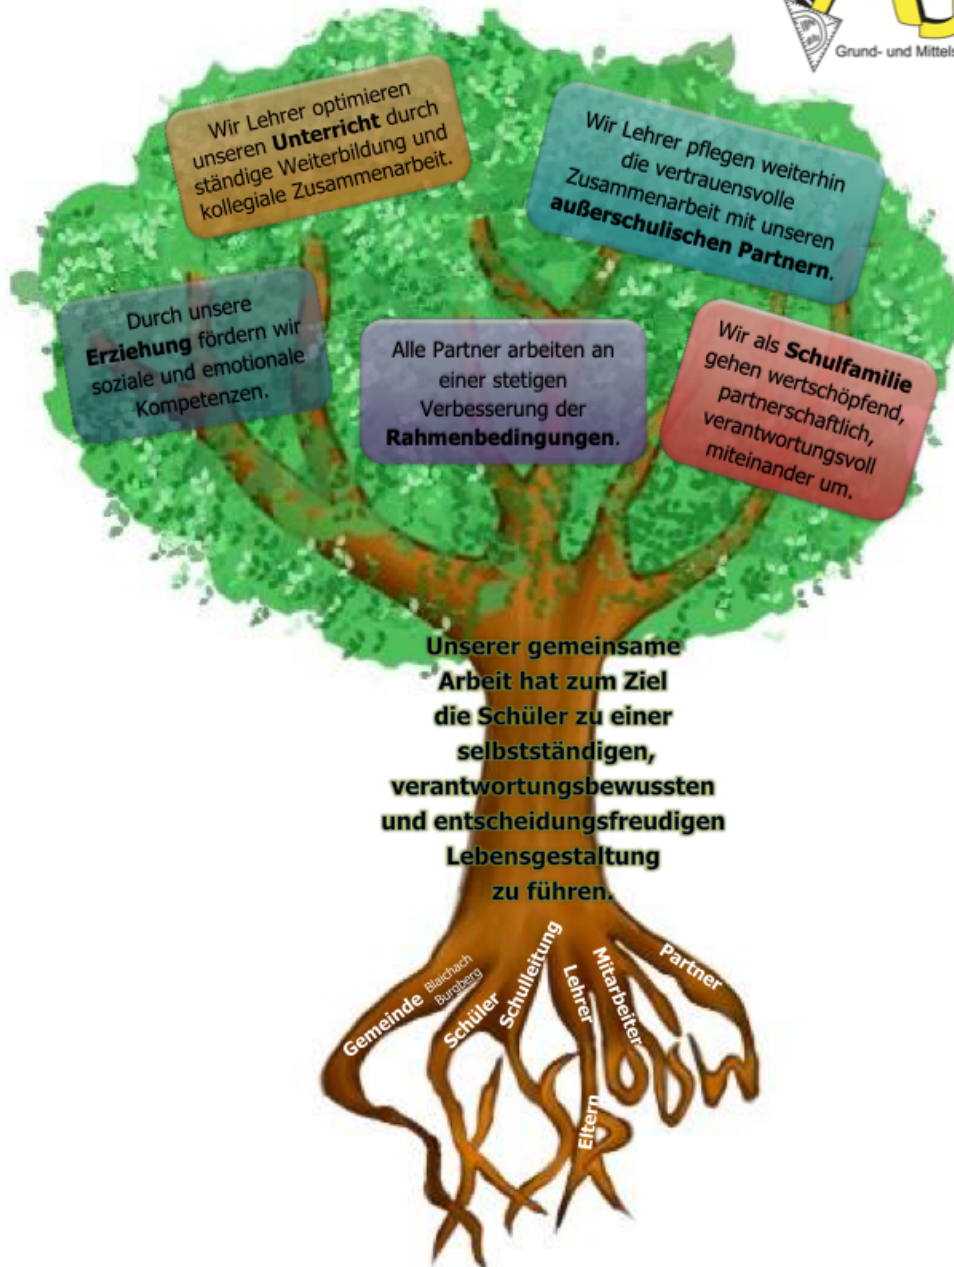 Grund- und Mittels
Wir Lehrer optimieren
unseren Unterricht durch
ständige Weiterbildung und
kollegiale Zusammenarbeit.
Wir Lehrer pflegen weiterhin
die vertrauensvolle
Zusammenarbeit mit unseren
außerschulischen Partnern.
Durch unsere
Erziehung fördern wir
soziale und emotionale
Kompetenzen.
Alle Partner arbeiten an
einer stetigen
Verbesserung der
Rahmenbedingungen.
Wir als Schulfamilie
gehen wertschöpfend,
partnerschaftlich,
verantwortungsvoll
miteinander um.
Unserer gemeinsame
Arbeit hat zum Ziel
die Schüler zu einer
selbstständigen,
verantwortungsbewussten
und entscheidungsfreudigen
Lebensgestaltung
zu führen.
Gemeinde
Blaichach
Burgberg
Schüler
Schulleitung
Lehrer
Mitarbeiter
Partner
Eltern